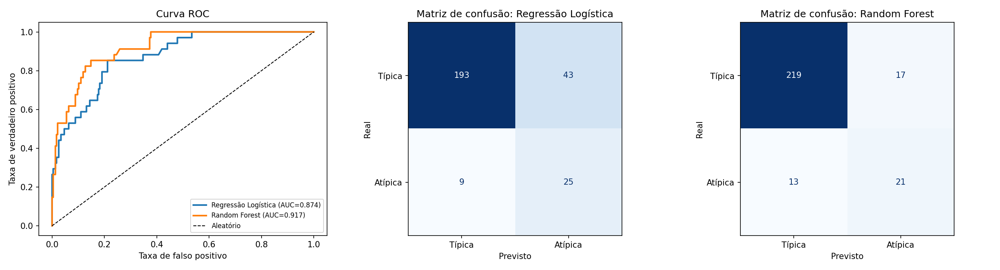 Curva ROC
Taxa de verdadeiro positivo
1.0
0.8
0.6
0.4
0.2
0.0
Regressão Logística (AUC=0.874)
Random Forest (AUC=0.917)
Aleatório
0.0 0.2 0.4 0.6 0.8 1.0
Taxa de falso positivo
Matriz de confusão: Regressão Logística
Real
Típica 193 43
Atípica 9 25
Típica Atípica
Previsto
Matriz de confusão: Random Forest
Real
Típica 219 17
Atípica 13 21
Típica Atípica
Previsto